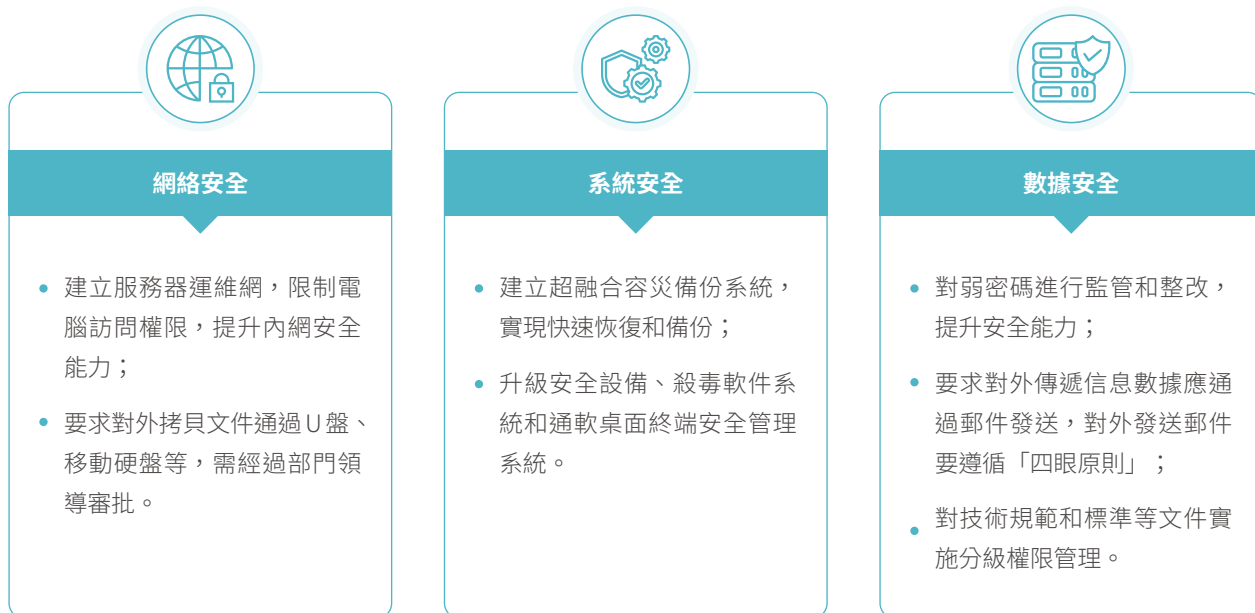 網絡安全
建立服務器運維網，限制電
腦訪問權限，提升內網安全
能力；
要求對外拷貝文件通過U盤、
移動硬盤等，需經過部門領
導審批。
系統安全
建立超融合容災備份系統，
實現快速恢復和備份；
升級安全設備、殺毒軟件系
統和通軟桌面終端安全管理
系統。
數據安全
對弱密碼進行監管和整改，
提升安全能力；
要求對外傳遞信息數據應通
過郵件發送，對外發送郵件
要遵循「四眼原則」；
對技術規範和標準等文件實
施分級權限管理。